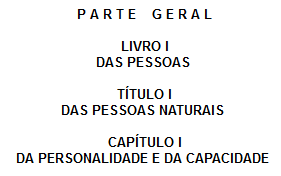 P A R T E   G E R A L
LIVRO I
DAS PESSOAS
TÍTULO I
DAS PESSOAS NATURAIS
CAPÍTULO I
DA PERSONALIDADE E DA CAPACIDADE